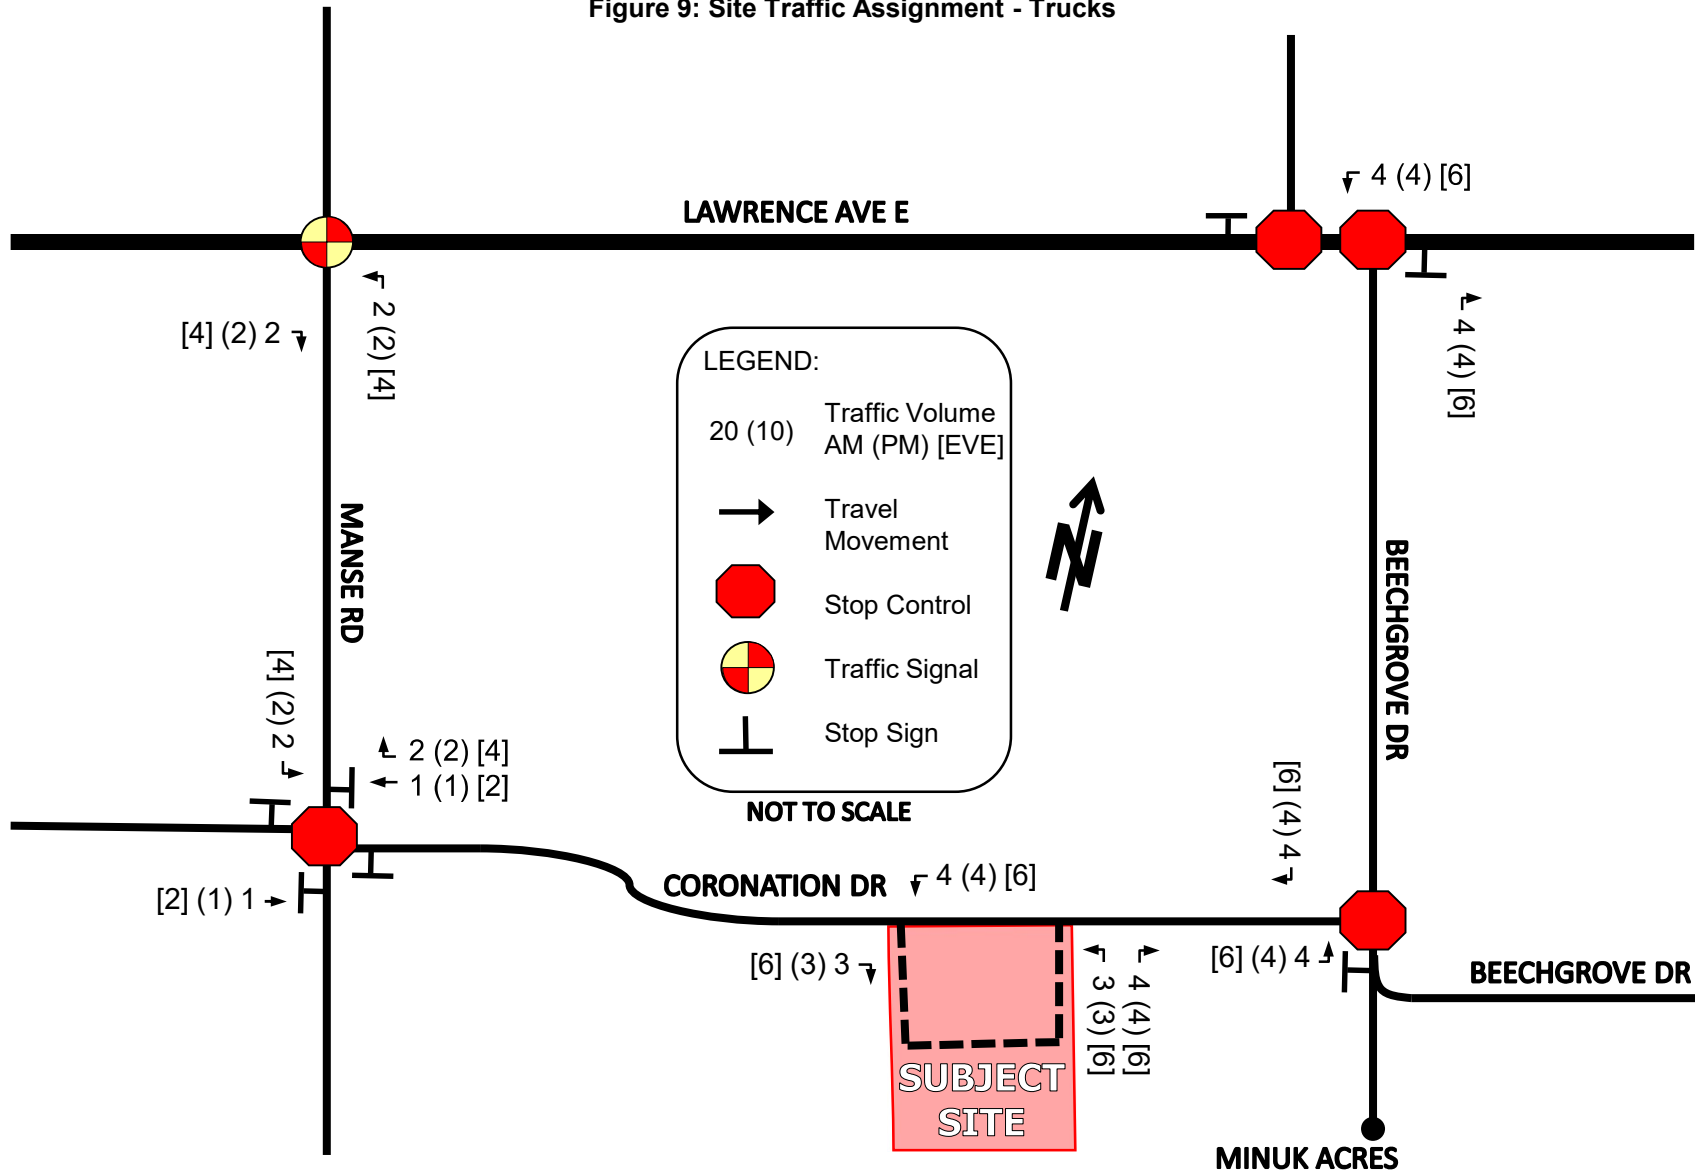 Figure 9: Site Traffic Assignment - Trucks
4 (4) [6]
LAWRENCE AVE E
[4] (2) 2
2 (2) [4]
4 (4) [6]
LEGEND:
20 (10)
Traffic Volume
AM (PM) [EVE]
Travel
Movement
Stop Control
Traffic Signal
Stop Sign
NOT TO SCALE
N
MANSE RD
BEECHGROVE DR
[4] (2) 2
2 (2) [4]
1 (1) [2]
[2] (1) 1
[6] (4) 4
CORONATION DR
4 (4) [6]
[6] (3) 3
3 (3) [6]
4 (4) [6]
[6] (4) 4
BEECHGROVE DR
SUBJECT
SITE
MINUK ACRES